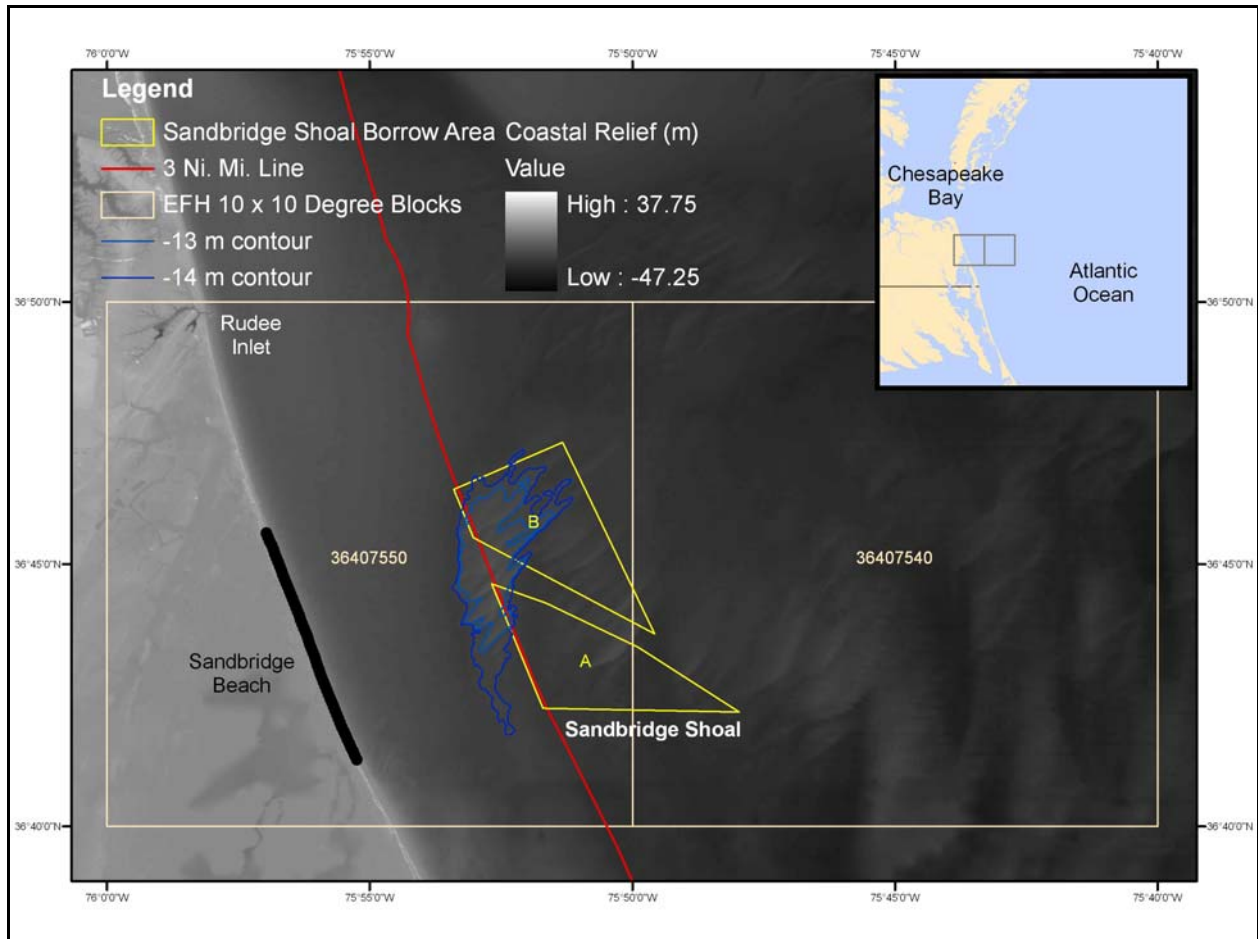 76°0'0"W
75°55'0"W
75°50'0"W
75°45'0"W
75°40'0"W
Legend
Sandbridge Shoal Borrow Area
3 Ni. Mi. Line
EFH 10 x 10 Degree Blocks
-13 m contour
-14 m contour
Coastal Relief (m)
Value
High : 37.75
Low : -47.25
Chesapeake
Bay
Atlantic
Ocean
36°50'0"N
36°50'0"N
Rudee
Inlet
B
36407550
36407540
36°45'0"N
36°45'0"N
Sandbridge
Beach
A
Sandbridge Shoal
36°40'0"N
36°40'0"N
76°0'0"W
75°55'0"W
75°50'0"W
75°45'0"W
75°40'0"W